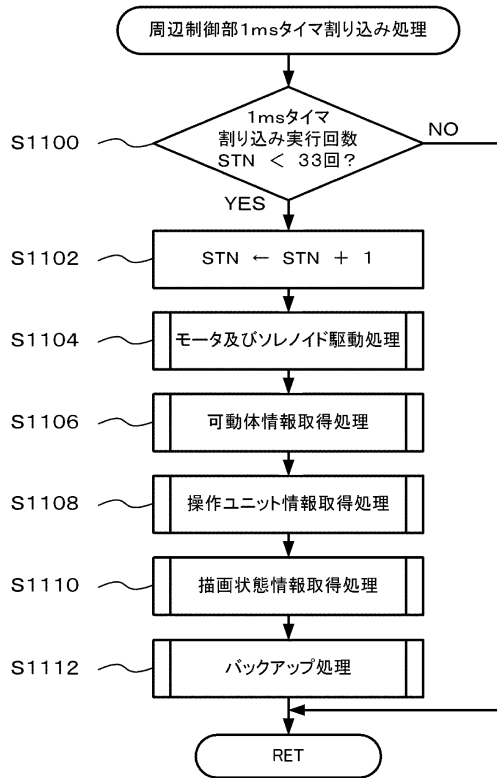 周辺制御部1msタイマ割り込み処理
S1100
1msタイマ
割り込み実行回数
STN < 33回?
NO
YES
S1102
STN ← STN + 1
S1104
モータ及びソレノイド駆動処理
S1106
可動体情報取得処理
S1108
操作ユニット情報取得処理
S1110
描画状態情報取得処理
S1112
バックアップ処理
RET